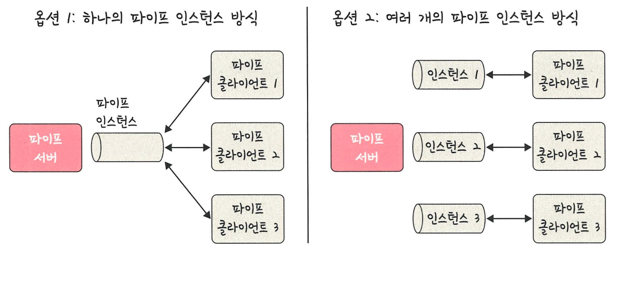 옵션 1: 하나의 파이프 인스턴스 방식
파이프
인스턴스
파이프
서버
파이프
클라이언트 1
파이프
클라이언트 2
파이프
클라이언트 3
옵션 2: 여러 개의 파이프 인스턴스 방식
파이프
서버
인스턴스 1
파이프
클라이언트 1
인스턴스 2
파이프
클라이언트 2
인스턴스 3
파이프
클라이언트 3